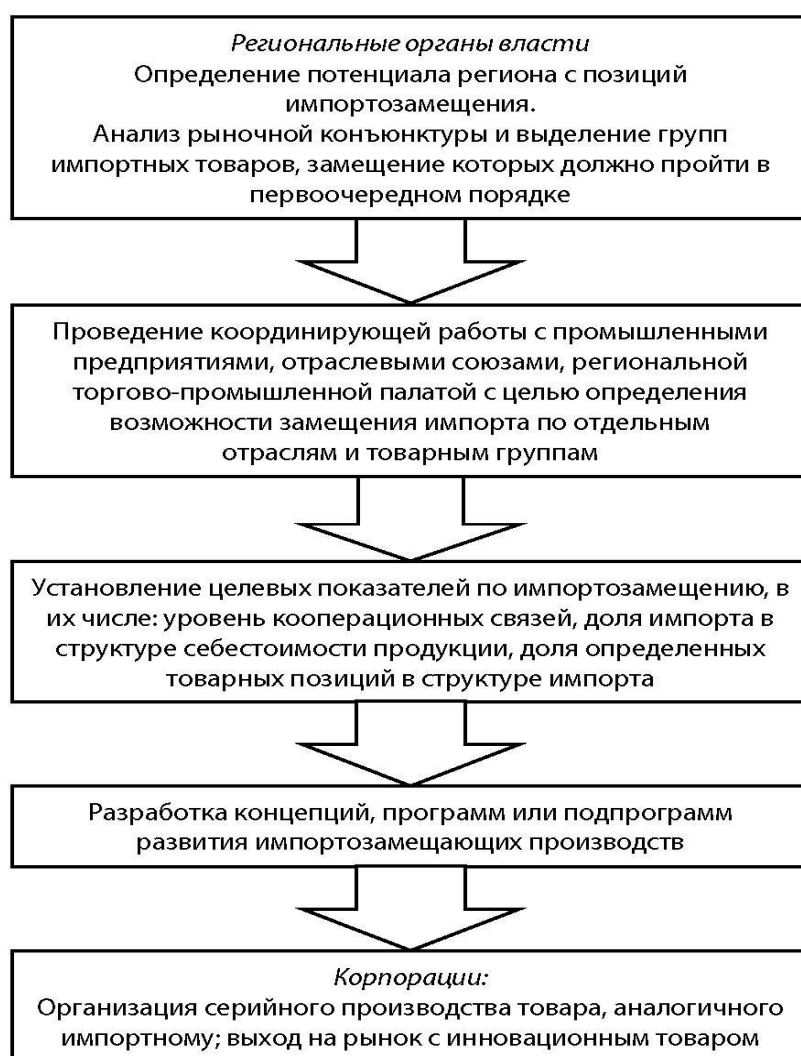 Региональные органы власти
Определение потенциала региона с позиций
импортозамещения.
Анализ рыночной конъюнктуры и выделение групп
импортных товаров, замещение которых должно пройти в
первоочередном порядке
Проведение координирующей работы с промышленными
предприятиями, отраслевыми союзами, региональной
торгово-промышленной палатой с целью определения
возможности замещения импорта по отдельным
отраслям и товарным группам
Установление целевых показателей по импортозамещению, в
их числе: уровень кооперационных связей, доля импорта в
структуре себестоимости продукции, доля определенных
товарных позиций в структуре импорта
Разработка концепций, программ или подпрограмм
развития импортозамещающих производств
Корпорации:
Организация серийного производства товара, аналогичного
импортному; выход на рынок с инновационным товаром